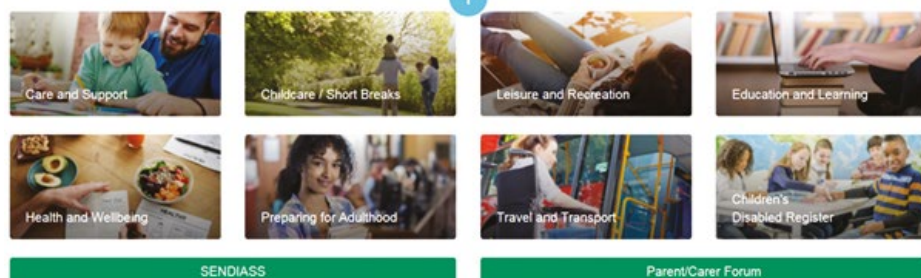 Care and Support
Childcare / Short Breaks
Leisure and Recreation
Education and Learning
Health and Wellbeing
Preparing for Adulthood
Travel and Transport
Children's
Disabled Register
SENDIASS
Parent/Carer Forum